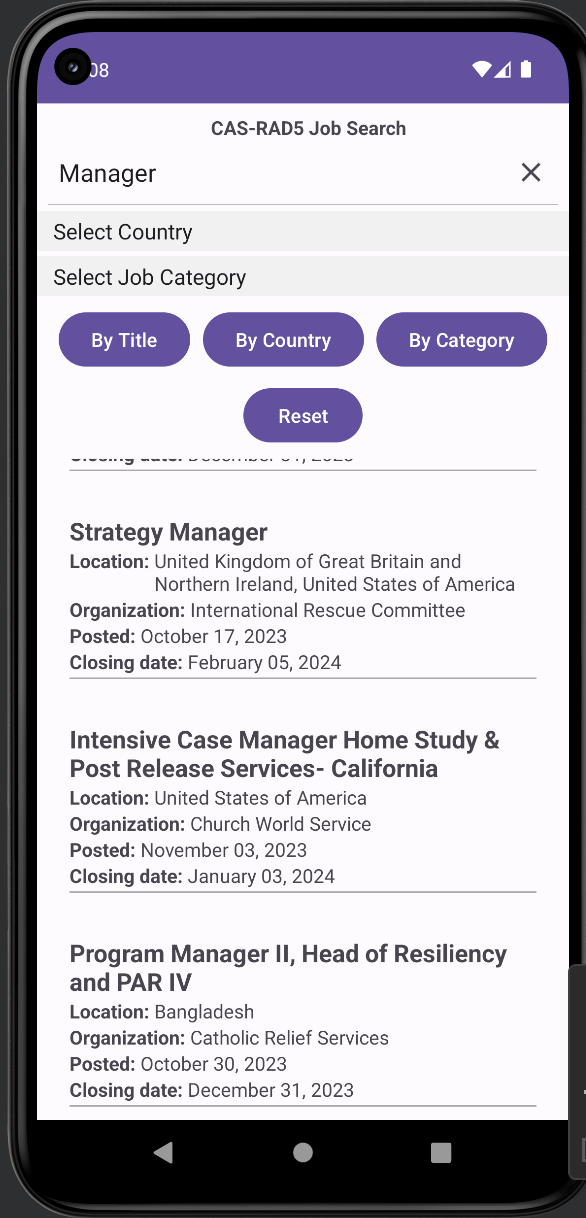 08
CAS-RAD5 Job Search
Manager
Select Country
Select Job Category
By Title
By Country
By Category
Reset
Closing date: December 31, 2023
Strategy Manager
Location: United Kingdom of Great Britain and
Northern Ireland, United States of America
Organization: International Rescue Committee
Posted: October 17, 2023
Closing date: February 05, 2024
Intensive Case Manager Home Study &
Post Release Services- California
Location: United States of America
Organization: Church World Service
Posted: November 03, 2023
Closing date: January 03, 2024
Program Manager II, Head of Resiliency
and PAR IV
Location: Bangladesh
Organization: Catholic Relief Services
Posted: October 30, 2023
Closing date: December 31, 2023